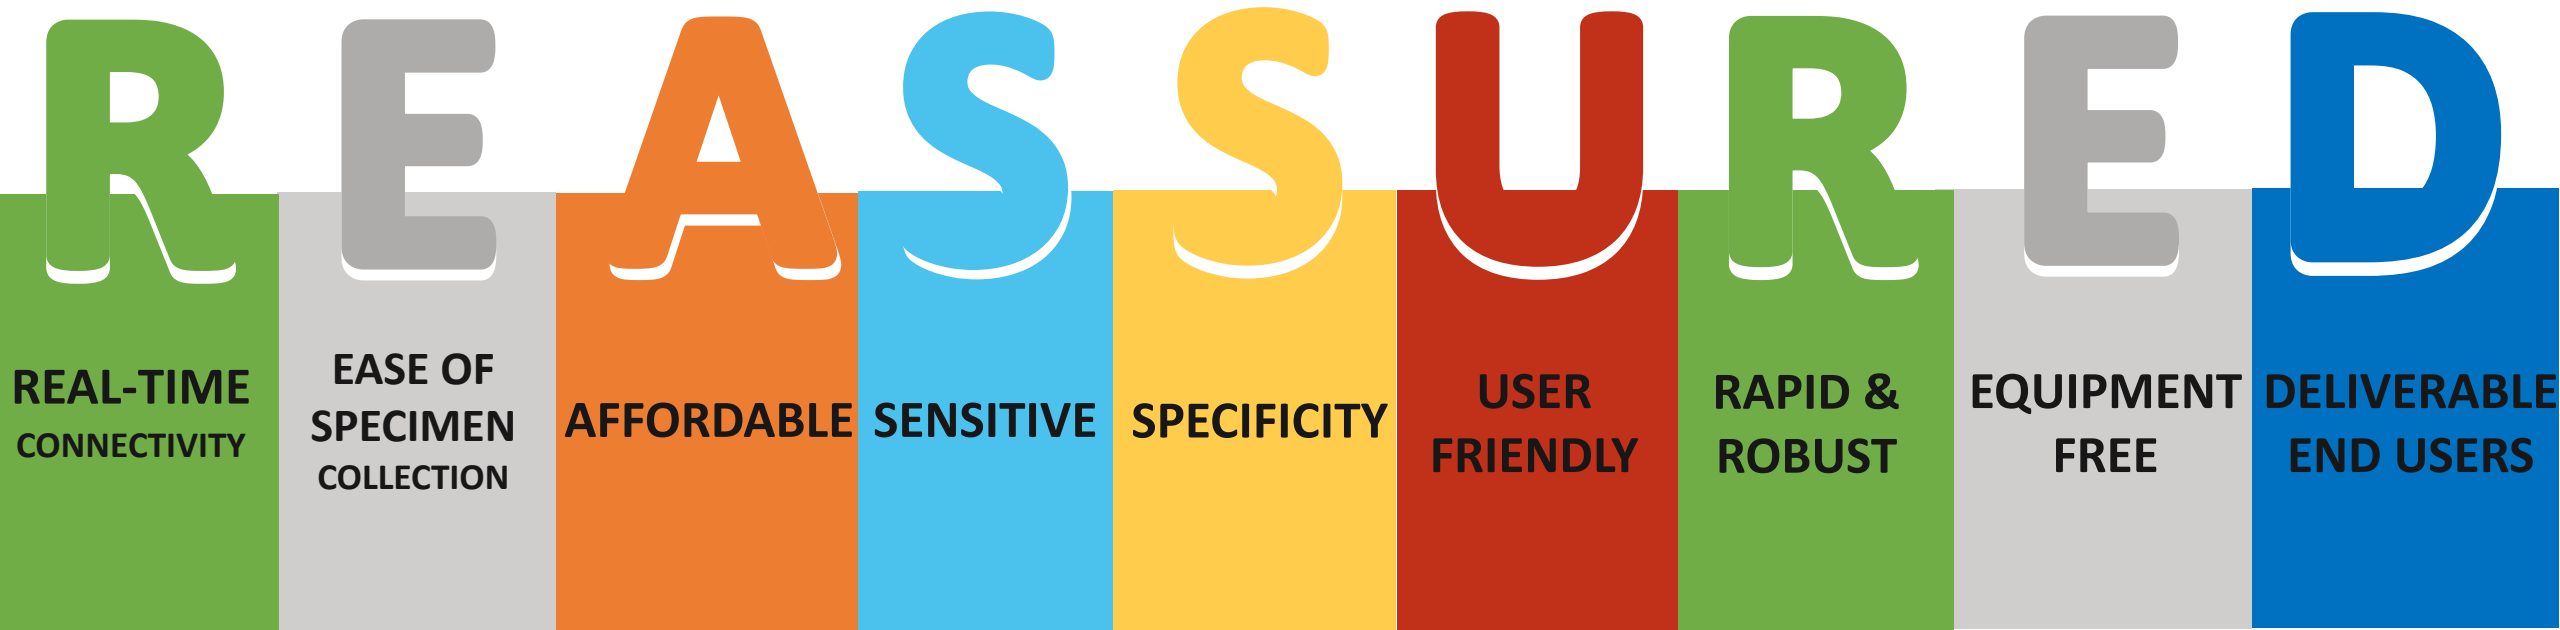 REASSURED
REAL-TIME
CONNECTIVITY
EASE OF
SPECIMEN
COLLECTION
AFFORDABLE
SENSITIVE
SPECIFICITY
USER
FRIENDLY
RAPID &
ROBUST
EQUIPMENT
FREE
DELIVERABLE
END USERS